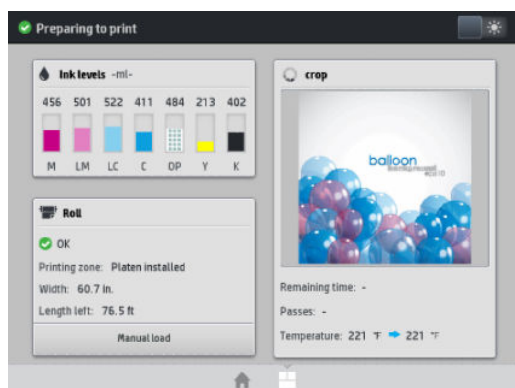 Preparing to print
Ink levels -ml-
456 501 522 411 484 213 402
M LM LC C OP Y K
Roll
OK
Printing zone: Platen installed
Width: 60.7 in.
Length left: 76.5 ft
Manual load
crop
balloon
Remaining time: -
Passes: -
Temperature: 221 °F 221 °F